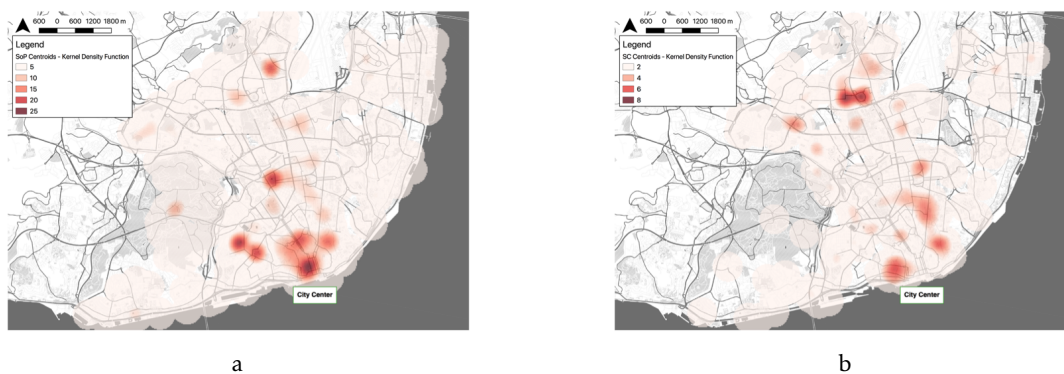 600 0 600 1200 1800 m
Legend
SoP Centroids - Kernel Density Function
5
10
15
20
25
City Center
a
600 0 600 1200 1800 m
Legend
SC Centroids - Kernel Density Function
2
4
6
8
City Center
b